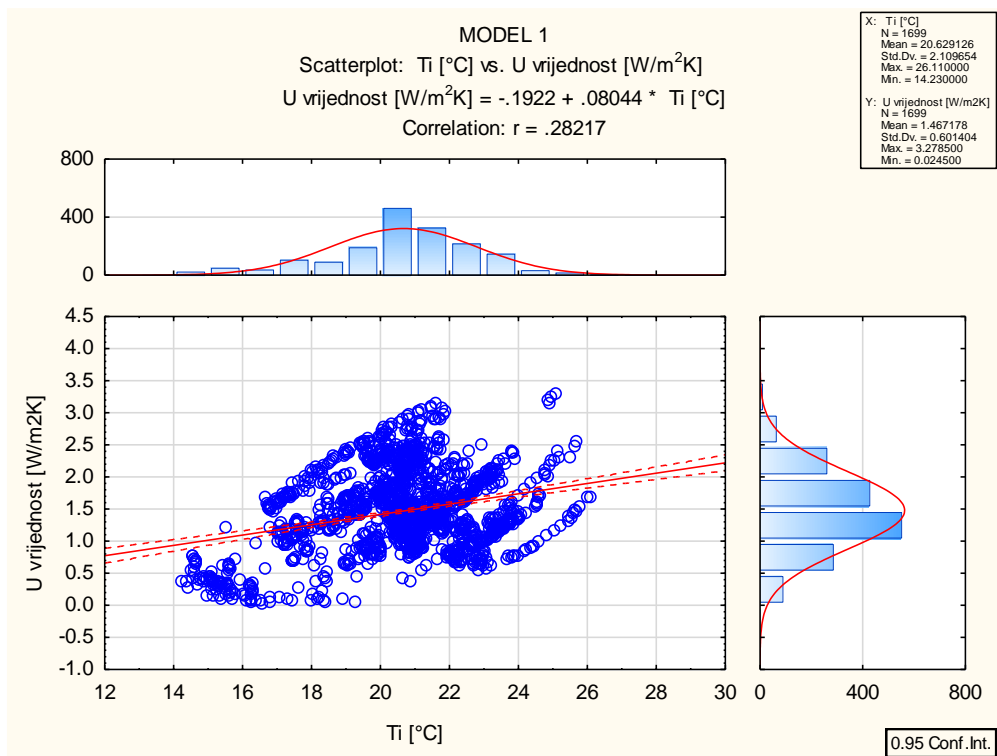 MODEL 1
Scatterplot: Ti [°C] vs. U vrijednost [W/m²K]
U vrijednost [W/m²K] = -.1922 + .08044 * Ti [°C]
Correlation: r = .28217
X: Ti [°C]
N = 1699
Mean = 20.629126
Std.Dv. = 2.109654
Max. = 26.110000
Min. = 14.230000
Y: U vrijednost [W/m2K]
N = 1699
Mean = 1.467178
Std.Dv. = 0.601404
Max. = 3.278500
Min. = 0.024500
800
400
0
4.5
4.0
3.5
3.0
2.5
2.0
1.5
1.0
0.5
0.0
-0.5
-1.0
U vrijednost [W/m2K]
12 14 16 18 20 22 24 26 28 30
Ti [°C]
0 400 800
0.95 Conf.Int.